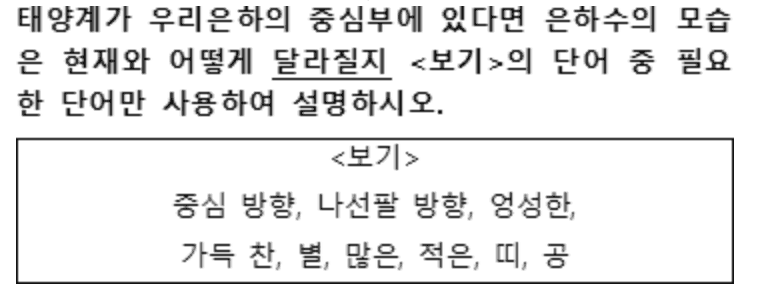 태양계가 우리은하의 중심부에 있다면 은하수의 모습
은 현재와 어떻게 달라질지 <보기>의 단어 중 필요
한 단어만 사용하여 설명하시오.
<보기>
중심 방향, 나선팔 방향, 엉성한,
가득 찬, 별, 많은, 적은, 띠, 공